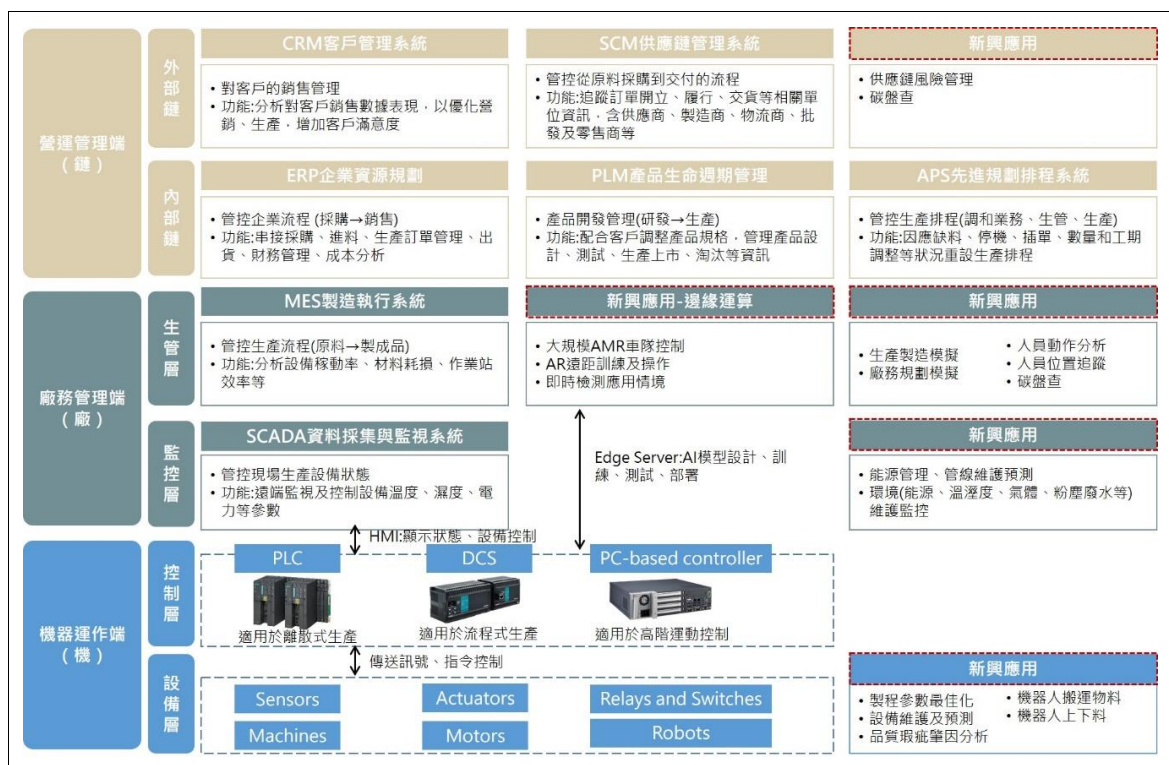 營運管理端
（鏈）
外部鏈
CRM客戶管理系統
• 對客戶的銷售管理
• 功能:分析對客戶銷售數據表現，以優化營
銷、生產，增加客戶滿意度
SCM供應鏈管理系統
• 管控從原料採購到交付的流程
• 功能:追蹤訂單開立、履行、交貨等相關單
位資訊，含供應商、製造商、物流商、批
發及零售商等
新興應用
• 供應鏈風險管理
• 碳盤查
內部鏈
ERP企業資源規劃
• 管控企業流程 (採購→銷售)
• 功能:串接採購、進料、生產訂單管理、出
貨、財務管理、成本分析
PLM產品生命週期管理
• 產品開發管理(研發→生產)
• 功能:配合客戶調整產品規格，管理產品設
計、測試、生產上市、淘汰等資訊
APS先進規劃排程系統
• 管控生產排程(調和業務、生管、生產)
• 功能:因應缺料、停機、插單、數量和工期
調整等狀況重設生產排程
廠務管理端
（廠）
生管層
MES製造執行系統
• 管控生產流程(原料→製成品)
• 功能:分析設備稼動率、材料耗損、作業站
效率等
新興應用-邊緣運算
• 大規模AMR車隊控制
• AR遠距訓練及操作
• 即時檢測應用情境
新興應用
• 生產製造模擬
• 廠務規劃模擬
• 人員動作分析
• 人員位置追蹤
• 碳盤查
監控層
SCADA資料採集與監視系統
• 管控現場生產設備狀態
• 功能:遠端監視及控制設備溫度、濕度、電
力等參數
Edge Server:AI模型設計、訓
練、測試、部署
新興應用
• 能源管理、管線維護預測
• 環境(能源、溫溼度、氣體、粉塵廢水等)
維護監控
HMI:顯示狀態、設備控制
機器運作端
（機）
控制層
PLC
適用於離散式生產
DCS
適用於流程式生產
PC-based controller
適用於高階運動控制
傳送訊號、指令控制
設備層
Sensors
Actuators
Relays and Switches
Machines
Motors
Robots
新興應用
• 製程參數最佳化
• 設備維護及預測
• 品質瑕疵肇因分析
• 機器人搬運物料
• 機器人上下料